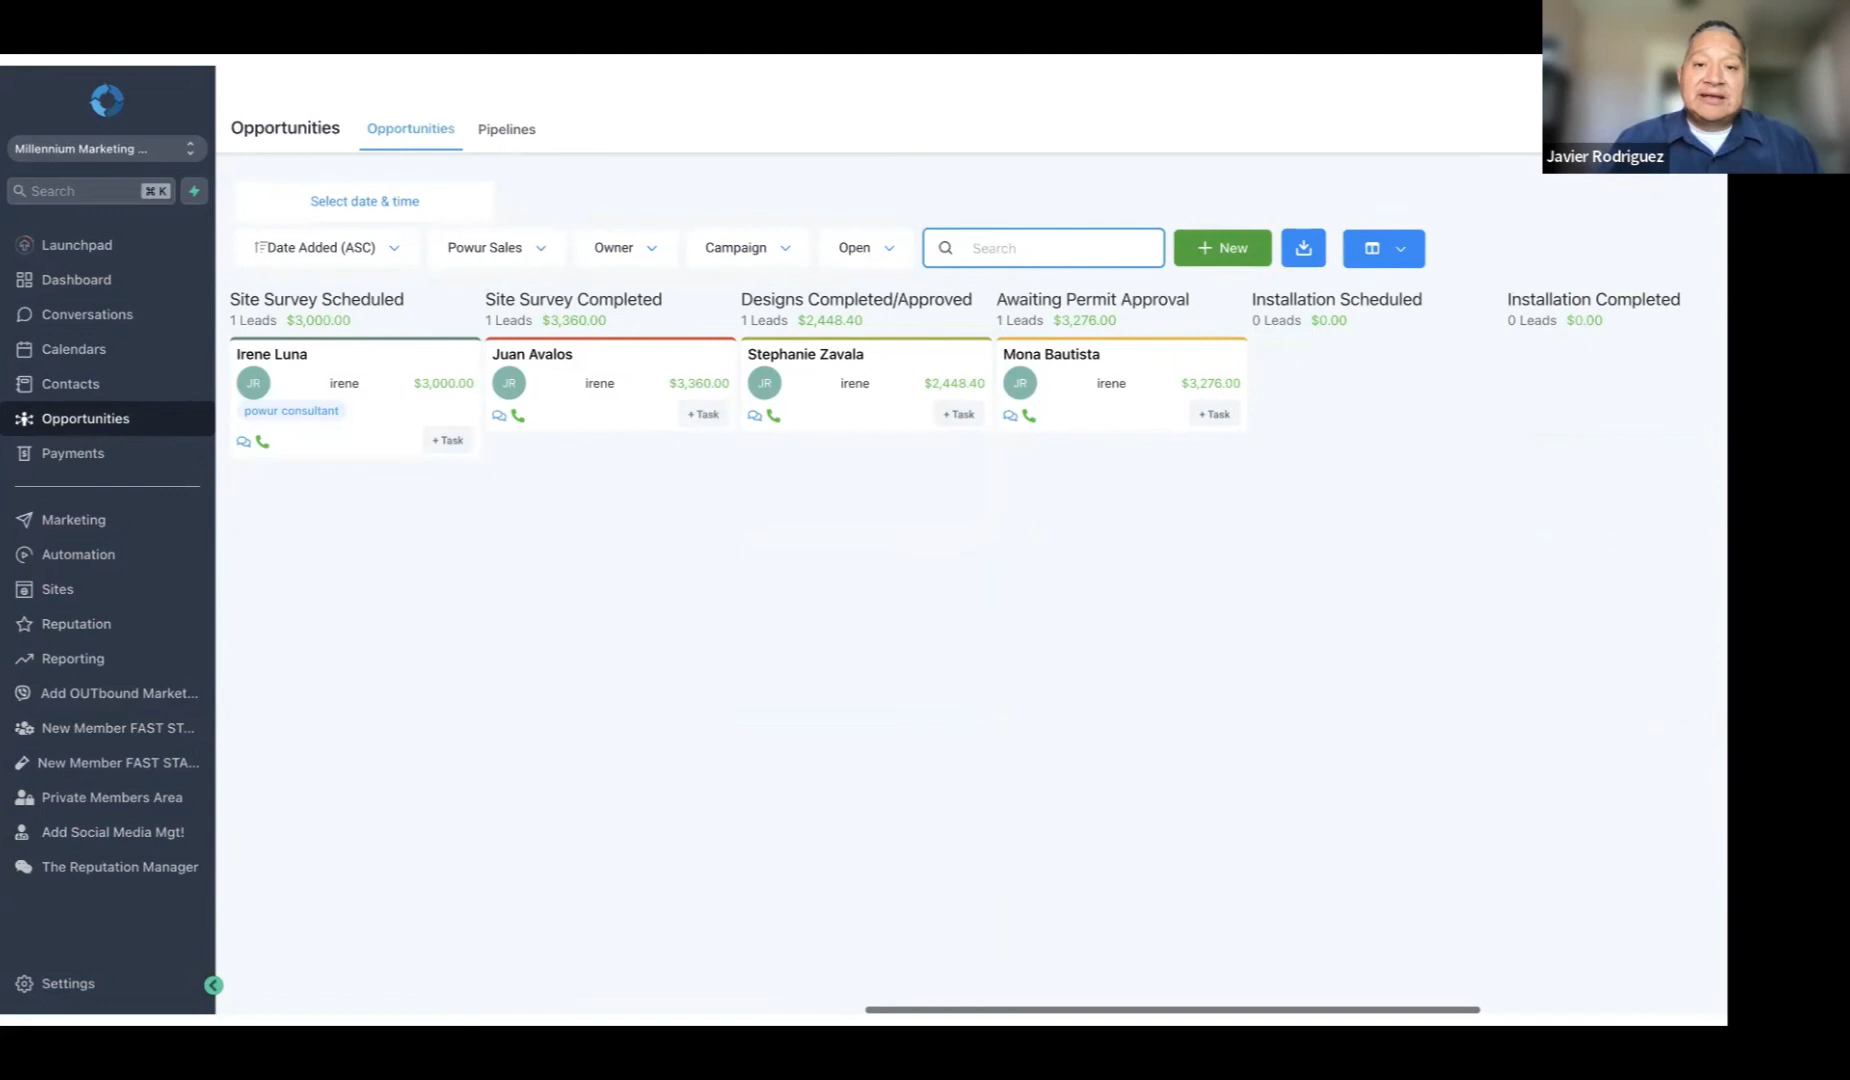 Javier Rodriguez
Millennium Marketing ...
Search ⌘ K
Launchpad
Dashboard
Conversations
Calendars
Contacts
Opportunities
Payments
Marketing
Automation
Sites
Reputation
Reporting
Add OUTbound Market...
New Member FAST ST...
New Member FAST STA...
Private Members Area
Add Social Media Mgt!
The Reputation Manager
Settings
Opportunities Opportunities Pipelines
Select date & time
Date Added (ASC) Powur Sales Owner Campaign Open Search + New
Site Survey Scheduled
1 Leads $3,000.00
Irene Luna
JR irene $3,000.00
powur consultant
+ Task
Site Survey Completed
1 Leads $3,360.00
Juan Avalos
JR irene $3,360.00
+ Task
Designs Completed/Approved
1 Leads $2,448.40
Stephanie Zavala
JR irene $2,448.40
+ Task
Awaiting Permit Approval
1 Leads $3,276.00
Mona Bautista
JR irene $3,276.00
+ Task
Installation Scheduled
0 Leads $0.00
Installation Completed
0 Leads $0.00